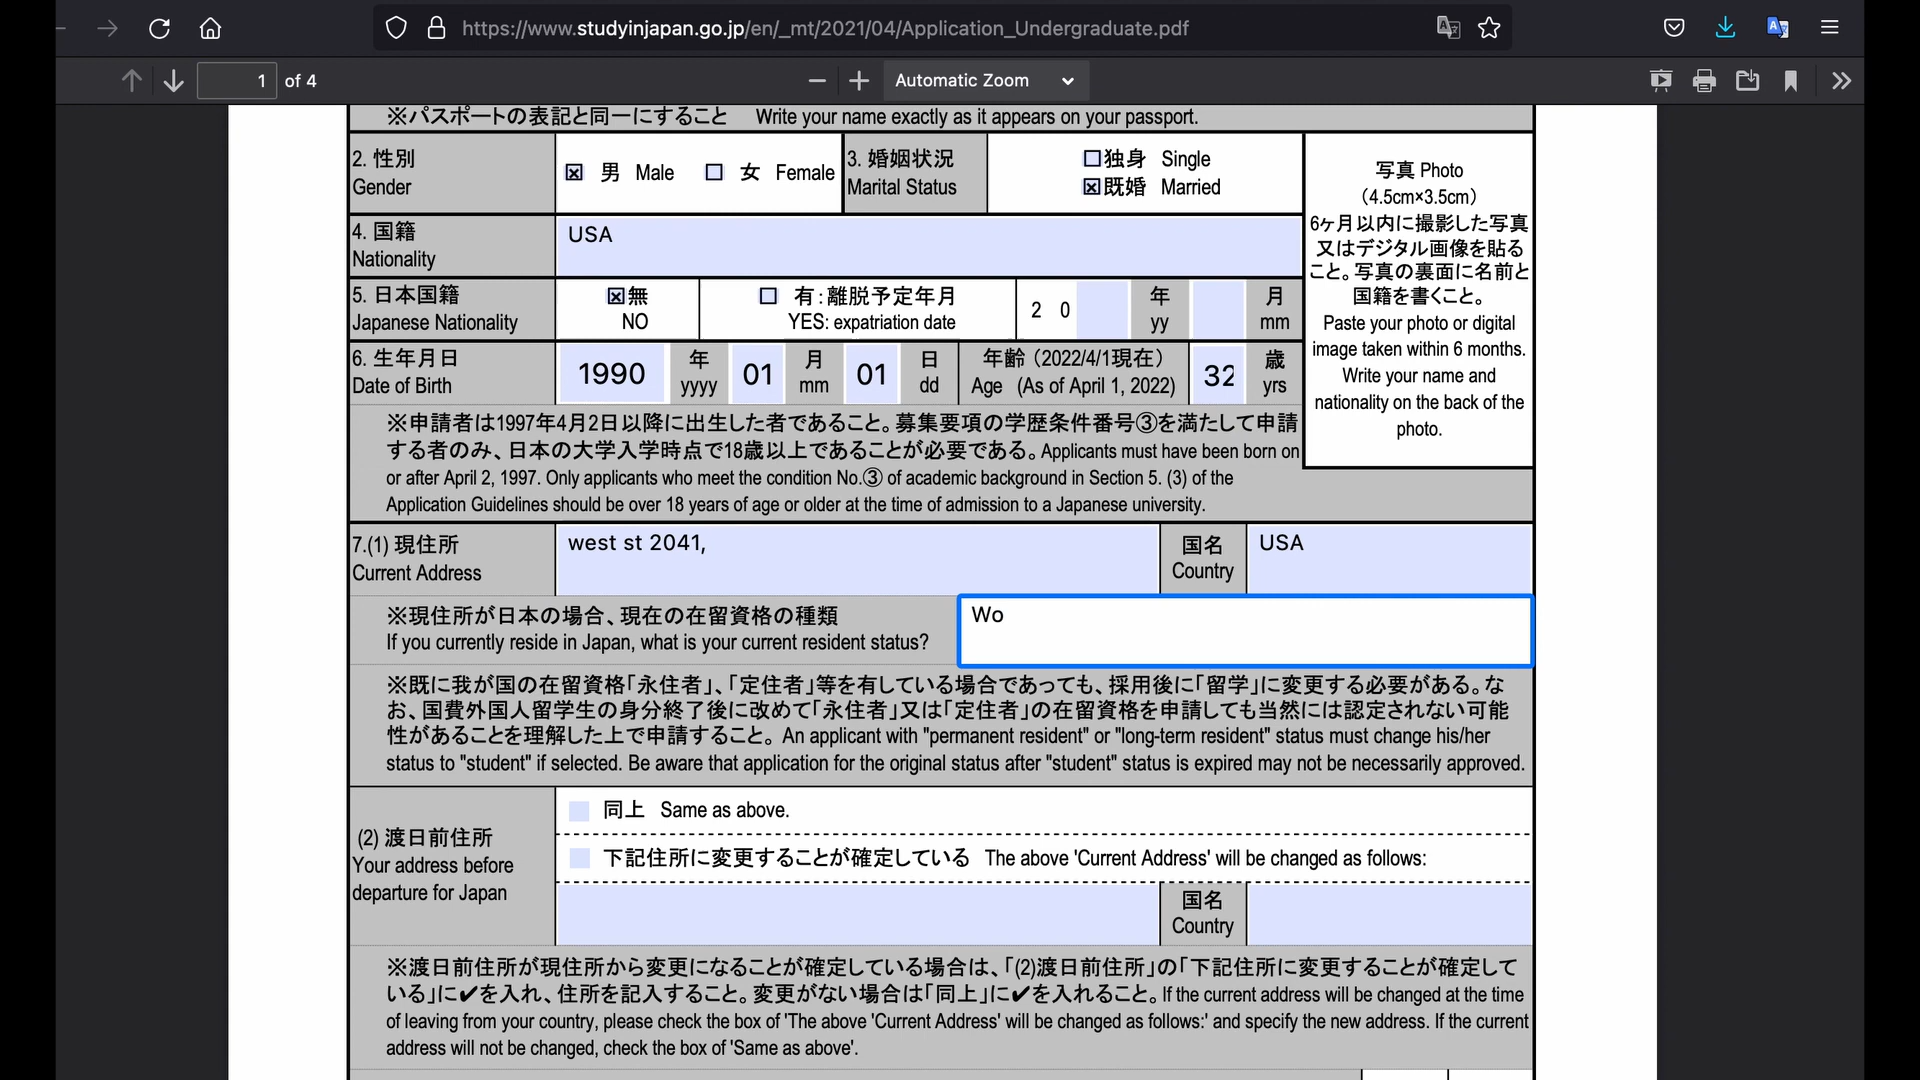 https://www.studyinjapan.go.jp/en/_mt/2021/04/Application_Undergraduate.pdf
1 of 4
Automatic Zoom
※パスポートの表記と同一にすること Write your name exactly as it appears on your passport.
2. 性別
Gender
男 Male 女 Female
3. 婚姻状況
Marital Status
独身 Single
既婚 Married
写真 Photo
(4.5cm×3.5cm)
6ヶ月以内に撮影した写真
又はデジタル画像を貼る
こと。写真の裏面に名前と
国籍を書くこと。
Paste your photo or digital
image taken within 6 months.
Write your name and
nationality on the back of the
photo.
4. 国籍
Nationality
USA
5. 日本国籍
Japanese Nationality
無
NO
有：離脱予定年月
YES: expatriation date
2 0
年
yy
月
mm
6. 生年月日
Date of Birth
1990
年
yyyy
01
月
mm
01
日
dd
年齢（2022/4/1現在）
Age (As of April 1, 2022)
32
歳
yrs
※申請者は1997年4月2日以降に出生した者であること。募集要項の学歴条件番号③を満たして申請
する者のみ、日本の大学入学時点で18歳以上であることが必要である。Applicants must have been born on
or after April 2, 1997. Only applicants who meet the condition No.③ of academic background in Section 5. (3) of the
Application Guidelines should be over 18 years of age or older at the time of admission to a Japanese university.
7.(1) 現住所
Current Address
west st 2041,
国名
Country
USA
※現住所が日本の場合、現在の在留資格の種類
If you currently reside in Japan, what is your current resident status?
Wo
※既に我が国の在留資格｢永住者｣、｢定住者｣等を有している場合であっても、採用後に｢留学｣に変更する必要がある。な
お、国費外国人留学生の身分終了後に改めて｢永住者｣又は｢定住者｣の在留資格を申請しても当然には認定されない可能
性があることを理解した上で申請すること。An applicant with "permanent resident" or "long-term resident" status must change his/her
status to "student" if selected. Be aware that application for the original status after "student" status is expired may not be necessarily approved.
(2) 渡日前住所
Your address before
departure for Japan
同上 Same as above.
下記住所に変更することが確定している The above 'Current Address' will be changed as follows:
国名
Country
※渡日前住所が現住所から変更になることが確定している場合は、｢(2)渡日前住所｣の｢下記住所に変更することが確定して
いる｣に✔を入れ、住所を記入すること。変更がない場合は｢同上｣に✔を入れること。If the current address will be changed at the time
of leaving from your country, please check the box of 'The above 'Current Address' will be changed as follows:' and specify the new address. If the current
address will not be changed, check the box of 'Same as above'.